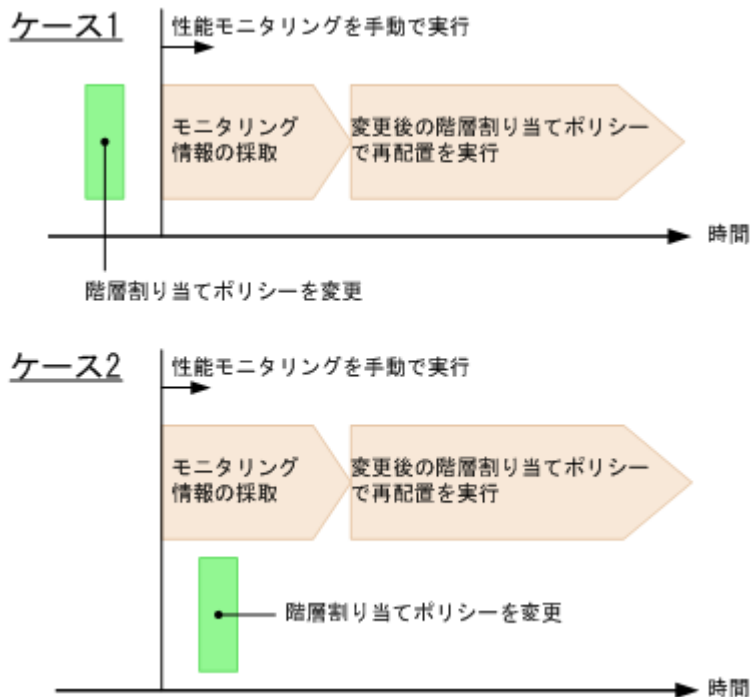 ケース1
性能モニタリングを手動で実行
モニタリング
情報の採取
変更後の階層割り当てポリシー
で再配置を実行
時間
階層割り当てポリシーを変更
ケース2
性能モニタリングを手動で実行
モニタリング
情報の採取
変更後の階層割り当てポリシー
で再配置を実行
階層割り当てポリシーを変更
時間